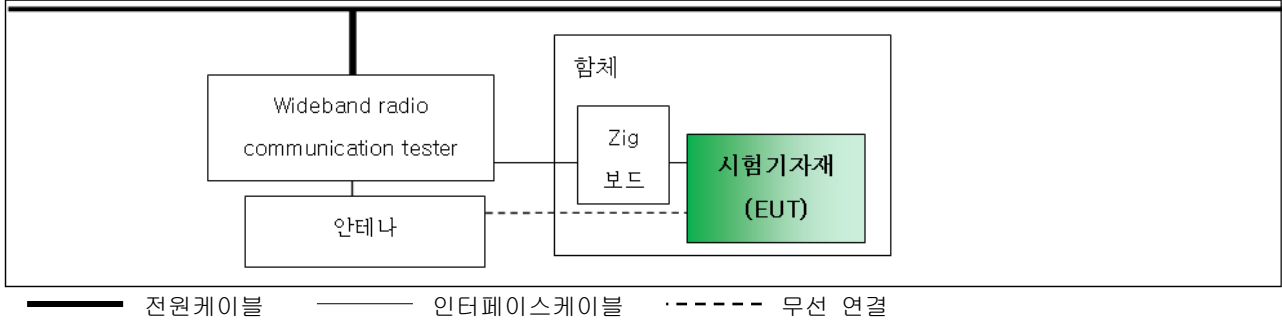 함체
Wideband radio
communication tester
Zig
보드
시험기자재
(EUT)
안테나
전원케이블 인터페이스케이블 무선 연결